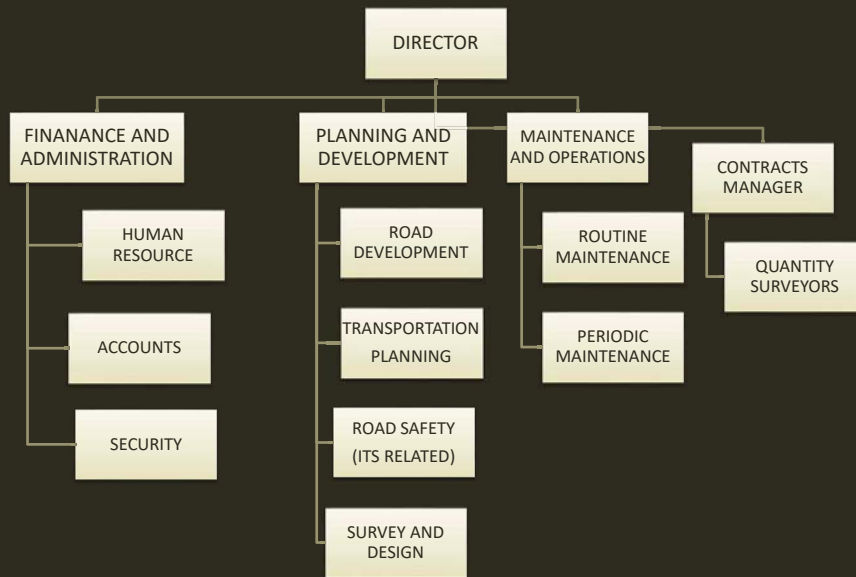 DIRECTOR
FINANANCE AND
ADMINISTRATION
PLANNING AND
DEVELOPMENT
MAINTENANCE
AND OPERATIONS
CONTRACTS
MANAGER
HUMAN
RESOURCE
ACCOUNTS
SECURITY
ROAD
DEVELOPMENT
TRANSPORTATION
PLANNING
ROAD SAFETY
(ITS RELATED)
SURVEY AND
DESIGN
ROUTINE
MAINTENANCE
PERIODIC
MAINTENANCE
QUANTITY
SURVEYORS